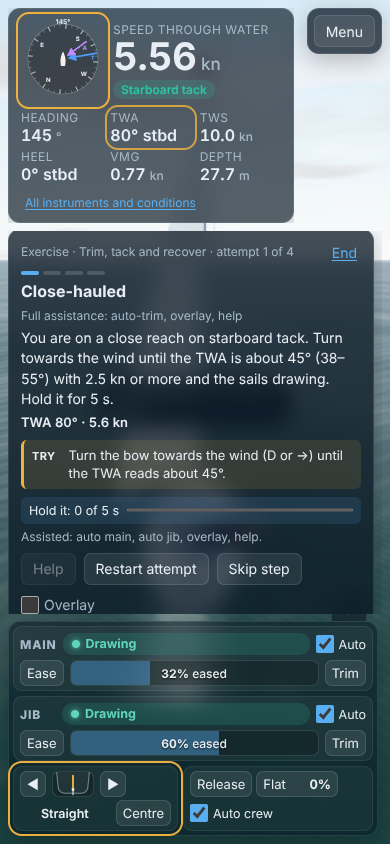 145°
E
S
A
N
W
SPEED THROUGH WATER
5.56 kn
Starboard tack
Menu
HEADING
145 °
TWA
80° stbd
TWS
10.0 kn
HEEL
0° stbd
VMG
0.77 kn
DEPTH
27.7 m
All instruments and conditions
Exercise · Trim, tack and recover · attempt 1 of 4
End
Close-hauled
Full assistance: auto-trim, overlay, help
You are on a close reach on starboard tack. Turn
towards the wind until the TWA is about 45° (38–
55°) with 2.5 kn or more and the sails drawing.
Hold it for 5 s.
TWA 80° · 5.6 kn
TRY Turn the bow towards the wind (D or →) until
the TWA reads about 45°.
Hold it: 0 of 5 s
Assisted: auto main, auto jib, overlay, help.
Help
Restart attempt
Skip step
Overlay
MAIN
Drawing
Auto
Ease
32% eased
Trim
JIB
Drawing
Auto
Ease
60% eased
Trim
Straight
Centre
Release
Flat 0%
Auto crew